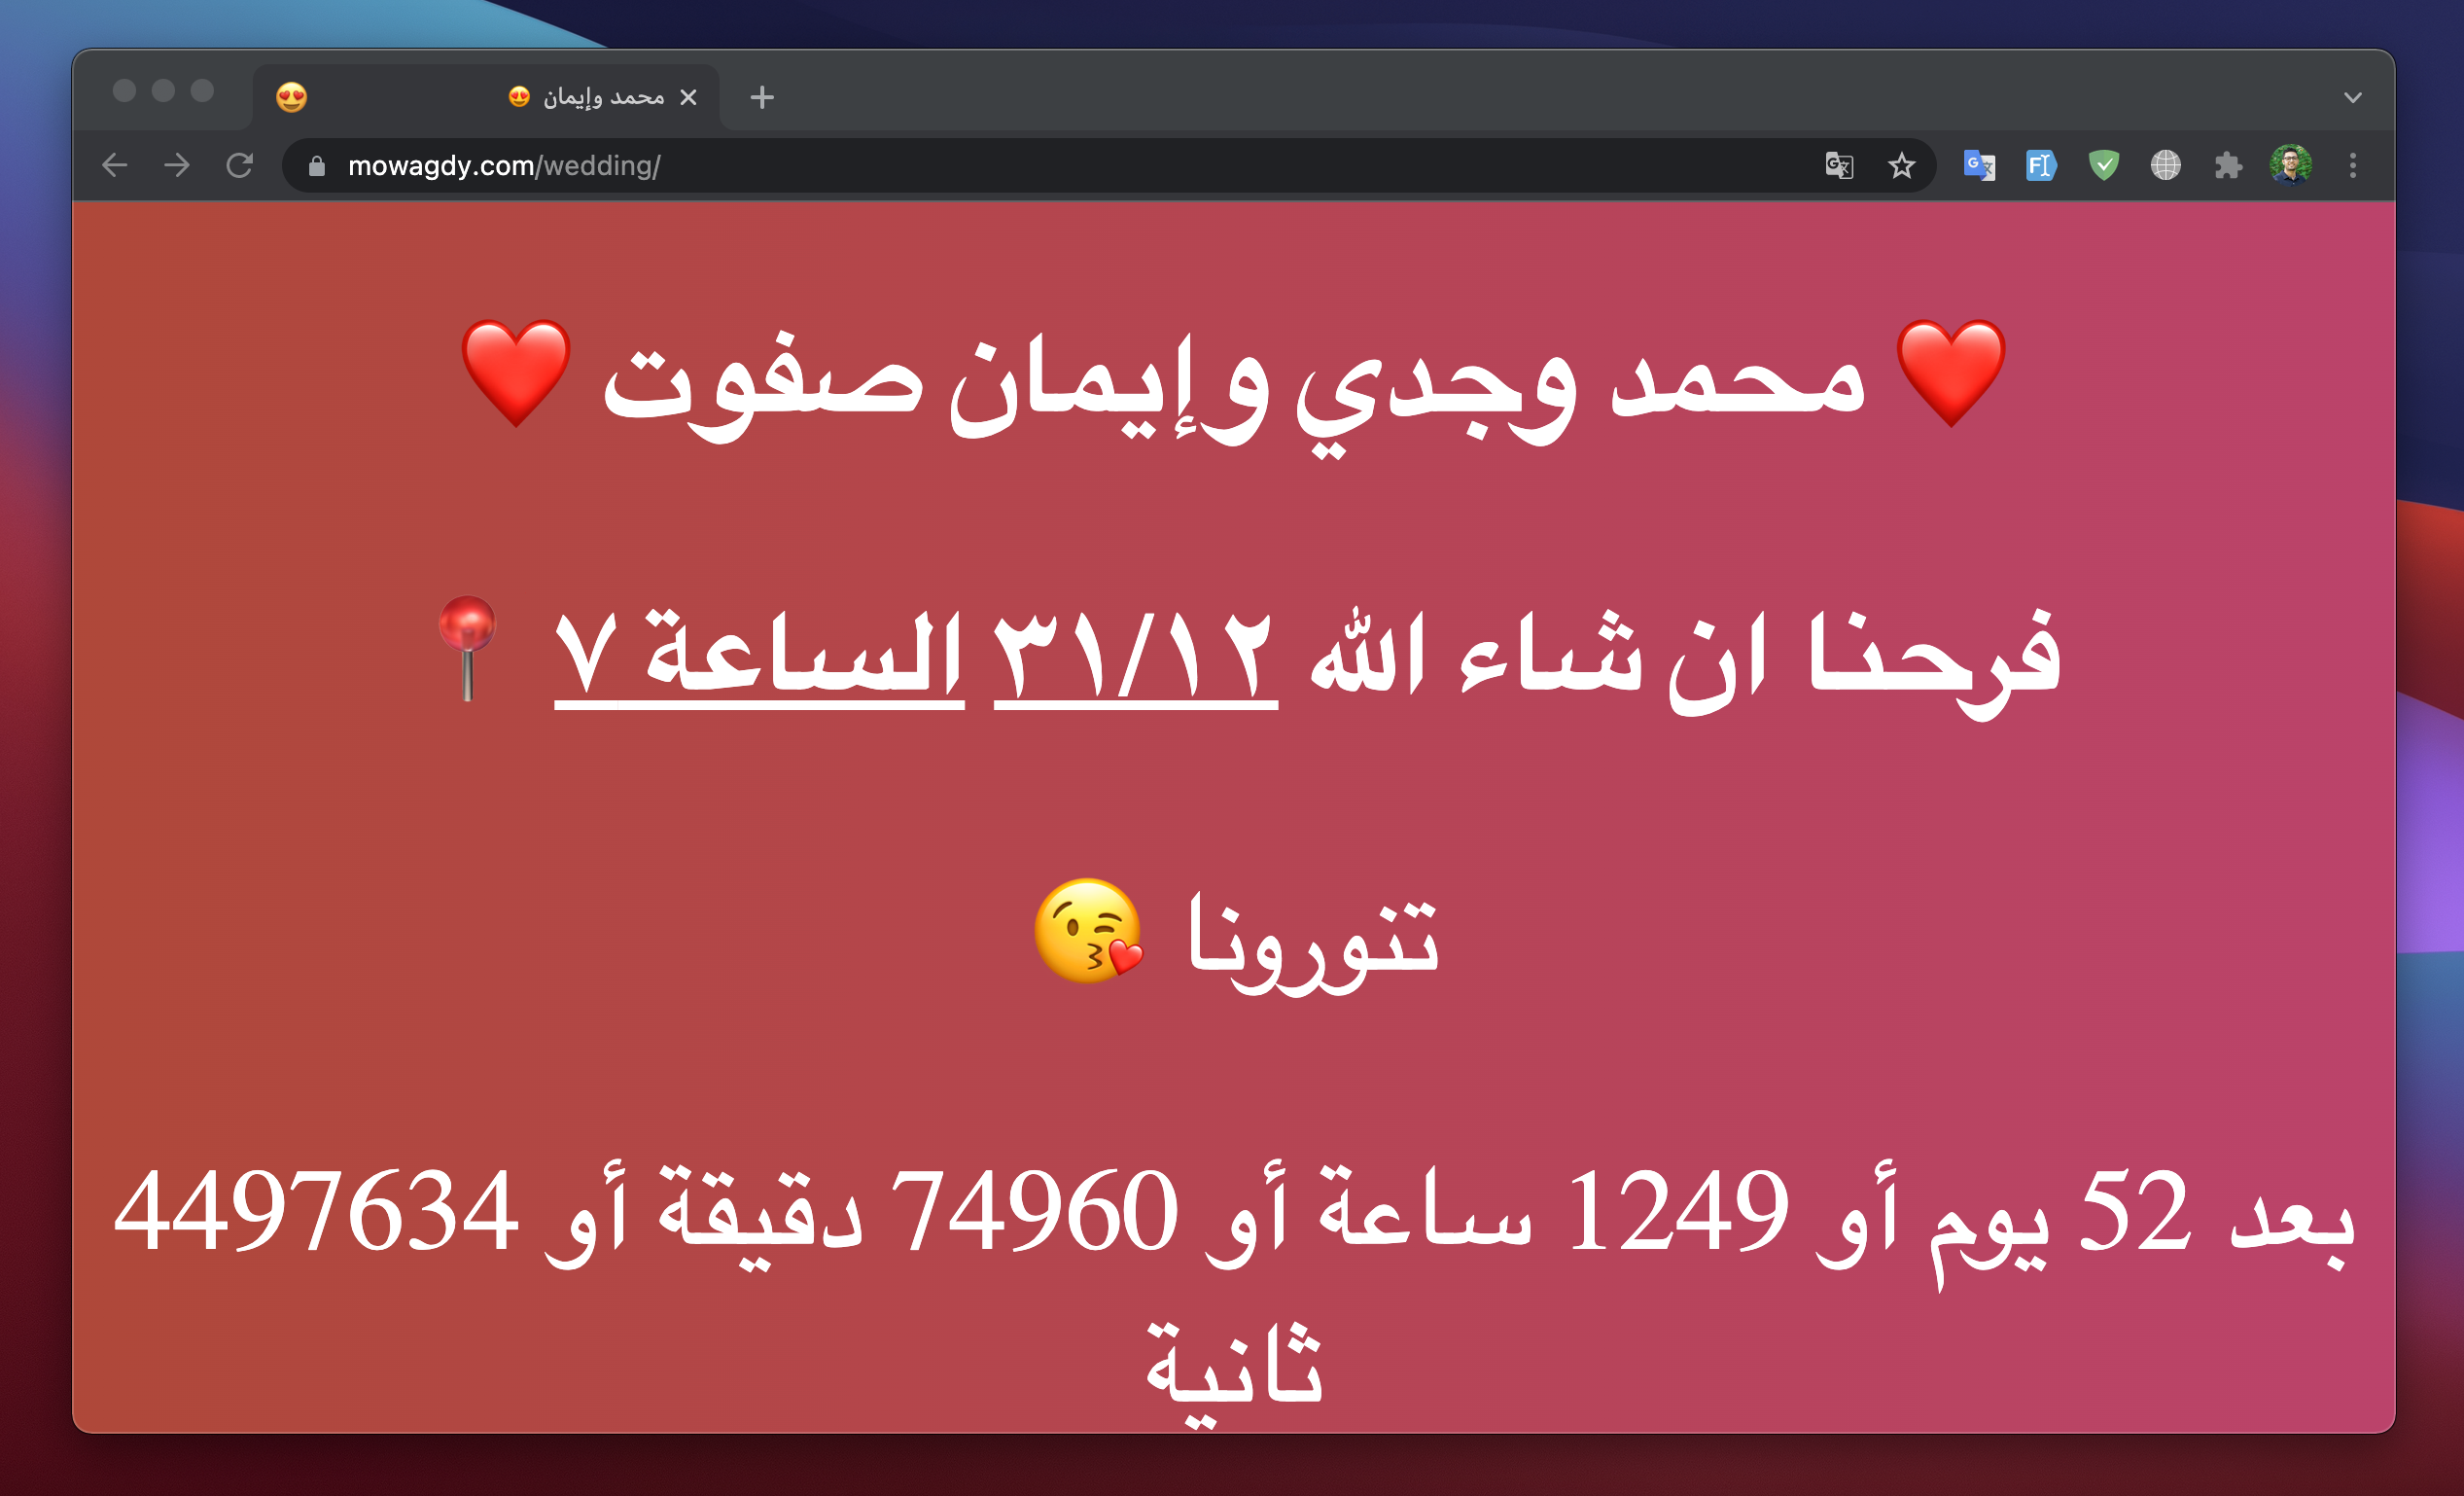 محمد وإيمان 😍
mowagdy.com/wedding/
❤️ محمد وجدي وإيمان صفوت ❤️
فرحنا ان شاء الله ٣١/١٢ الساعة ٧ 📍
تنورونا 😘
بعد 52 يوم أو 1249 ساعة أو 74960 دقيقة أو 4497634
ثانية